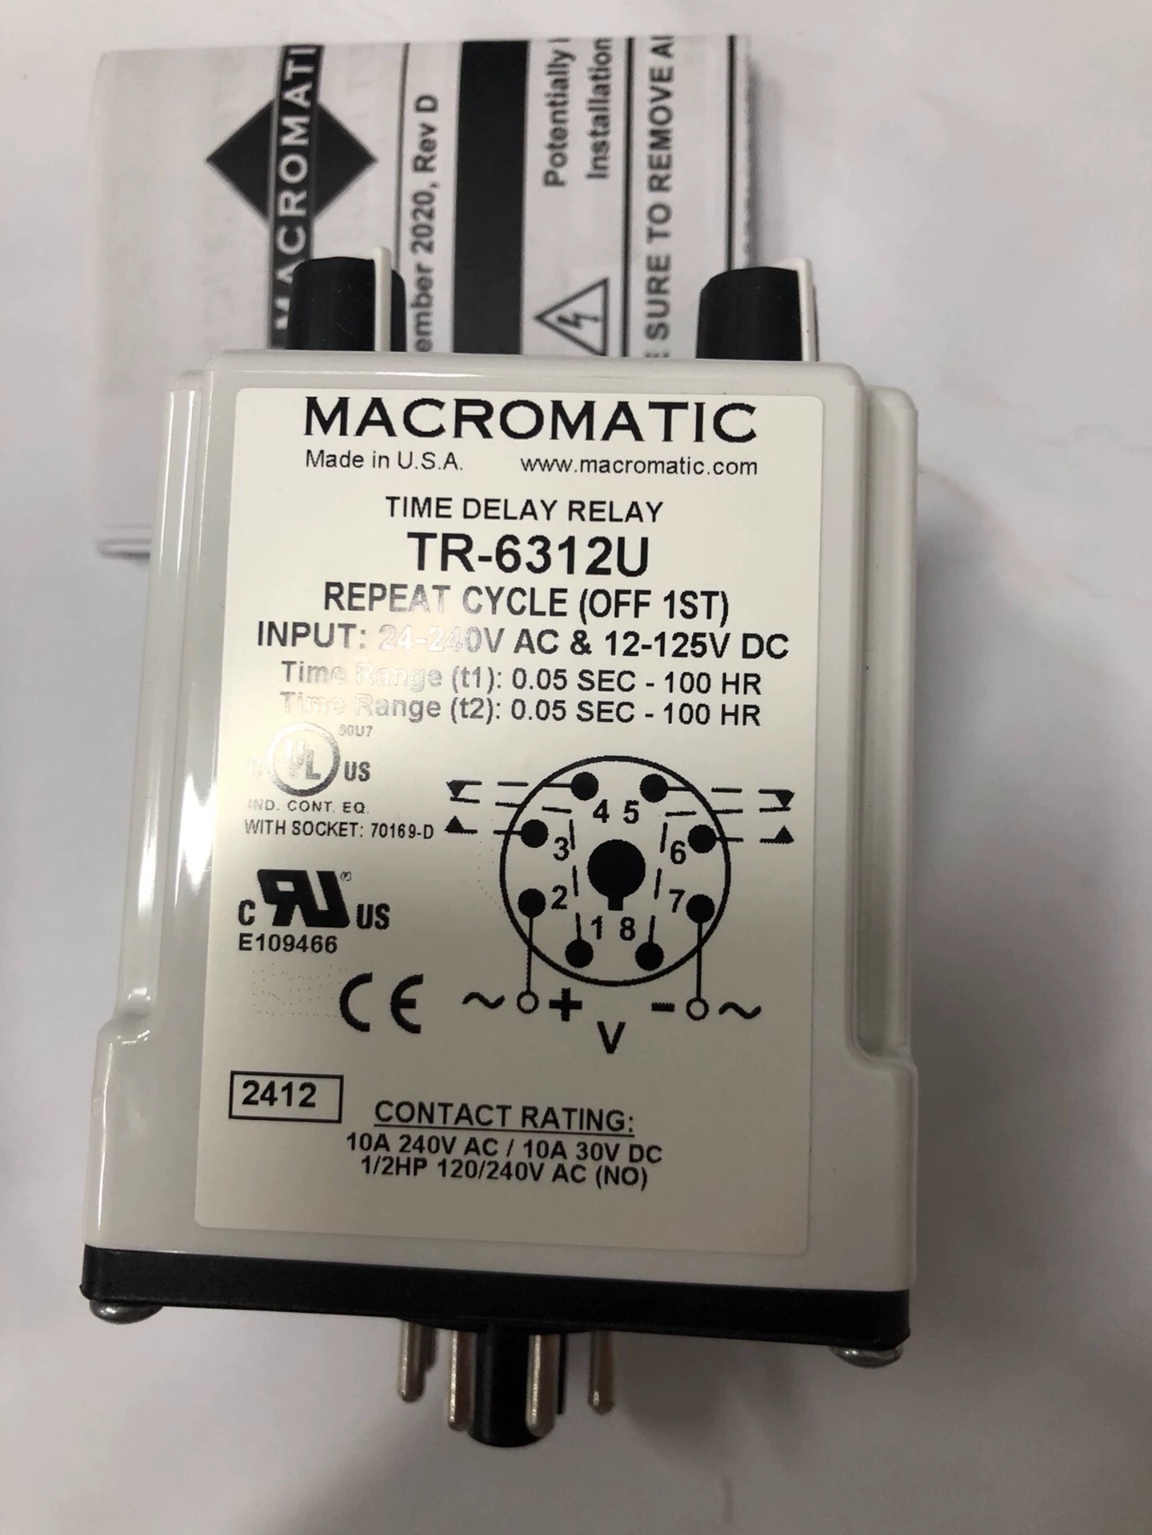 MACROMATI
ember 2020, Rev D
Potentially
Installation
SURE TO REMOVE
MACROMATIC
Made in U.S.A. www.macromatic.com
TIME DELAY RELAY
TR-6312U
REPEAT CYCLE (OFF 1ST)
INPUT: 24-240V AC & 12-125V DC
Time Range (t1): 0.05 SEC - 100 HR
Time Range (t2): 0.05 SEC - 100 HR
50U7
C UL US
IND. CONT. EQ.
WITH SOCKET: 70169-D
4 5
3 6
2 7
1 8
C RU ® US
E109466
CE
~ + - ~
V
2412
CONTACT RATING:
10A 240V AC / 10A 30V DC
1/2HP 120/240V AC (NO)